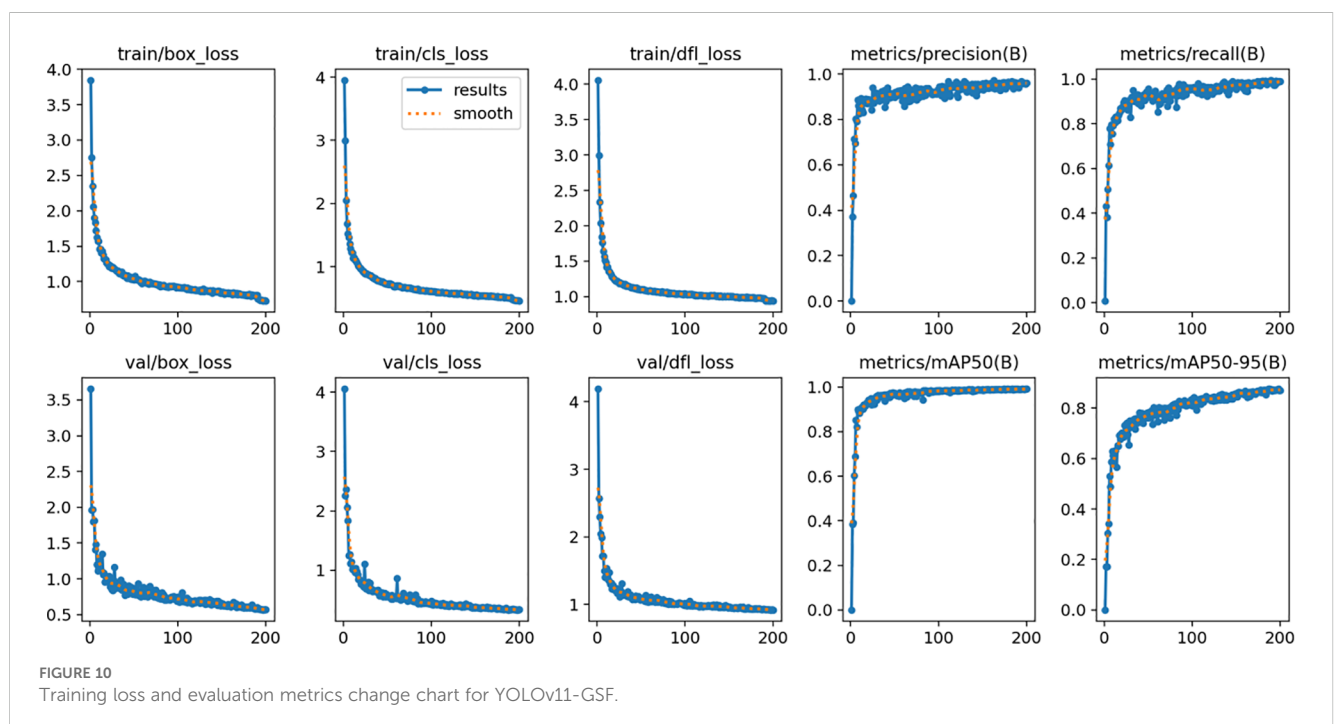 train/box_loss
4.0
3.5
3.0
2.5
2.0
1.5
1.0
0 100 200
train/cls_loss
4
3
2
1
results
smooth
0 100 200
train/dfl_loss
4.0
3.5
3.0
2.5
2.0
1.5
1.0
0 100 200
metrics/precision(B)
1.0
0.8
0.6
0.4
0.2
0.0
0 100 200
metrics/recall(B)
1.0
0.8
0.6
0.4
0.2
0.0
0 100 200
val/box_loss
3.5
3.0
2.5
2.0
1.5
1.0
0.5
0 100 200
val/cls_loss
4
3
2
1
0 100 200
val/dfl_loss
4
3
2
1
0 100 200
metrics/mAP50(B)
1.0
0.8
0.6
0.4
0.2
0.0
0 100 200
metrics/mAP50-95(B)
0.8
0.6
0.4
0.2
0.0
0 100 200
FIGURE 10
Training loss and evaluation metrics change chart for YOLOv11-GSF.